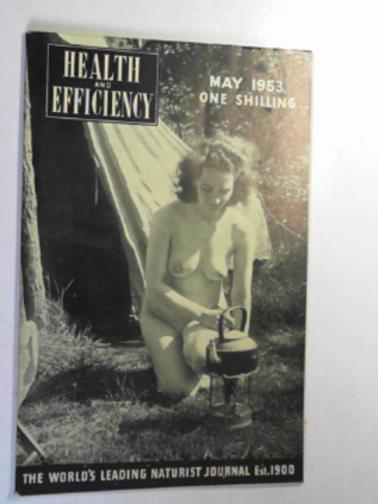 HEALTH
AND
EFFICIENCY
MAY 1953
ONE SHILLING
THE WORLD'S LEADING NATURIST JOURNAL Est. 1900